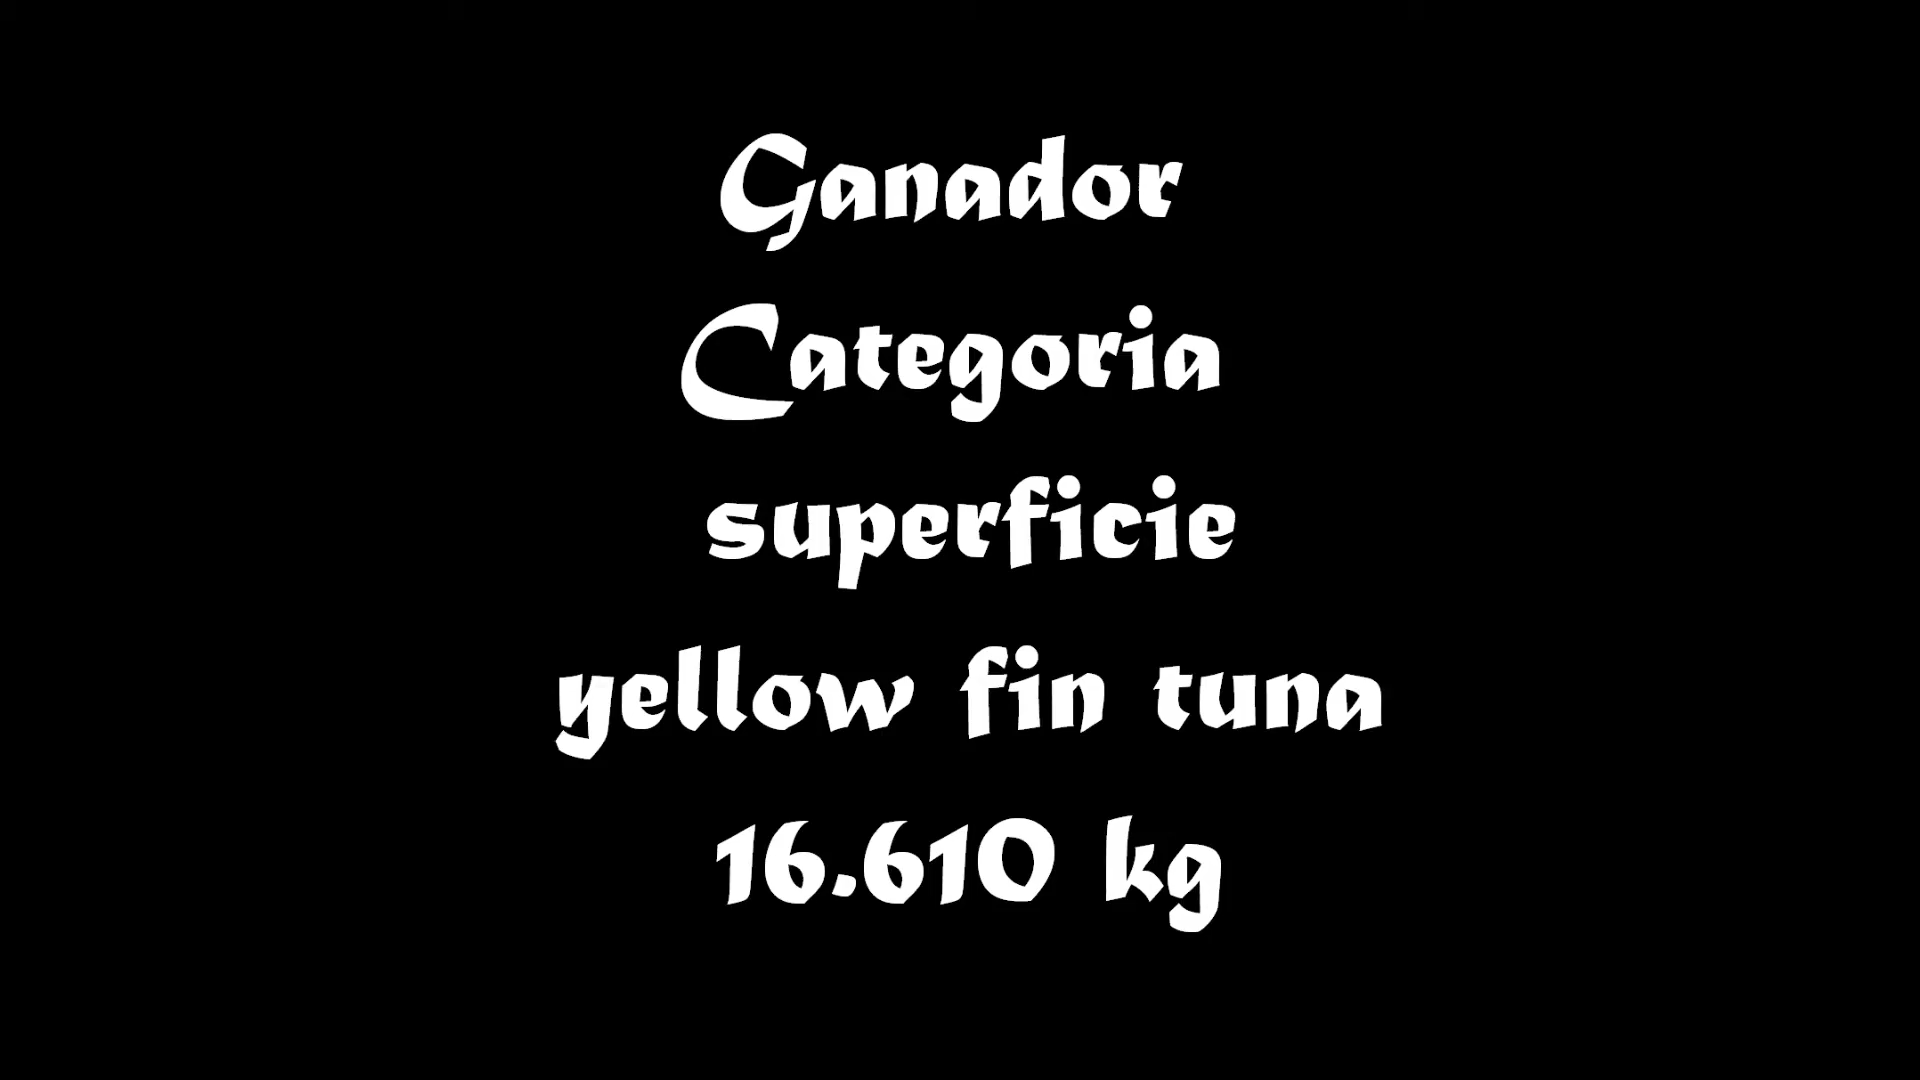 Ganador
Categoria
superficie
yellow fin tuna
16.610 kg